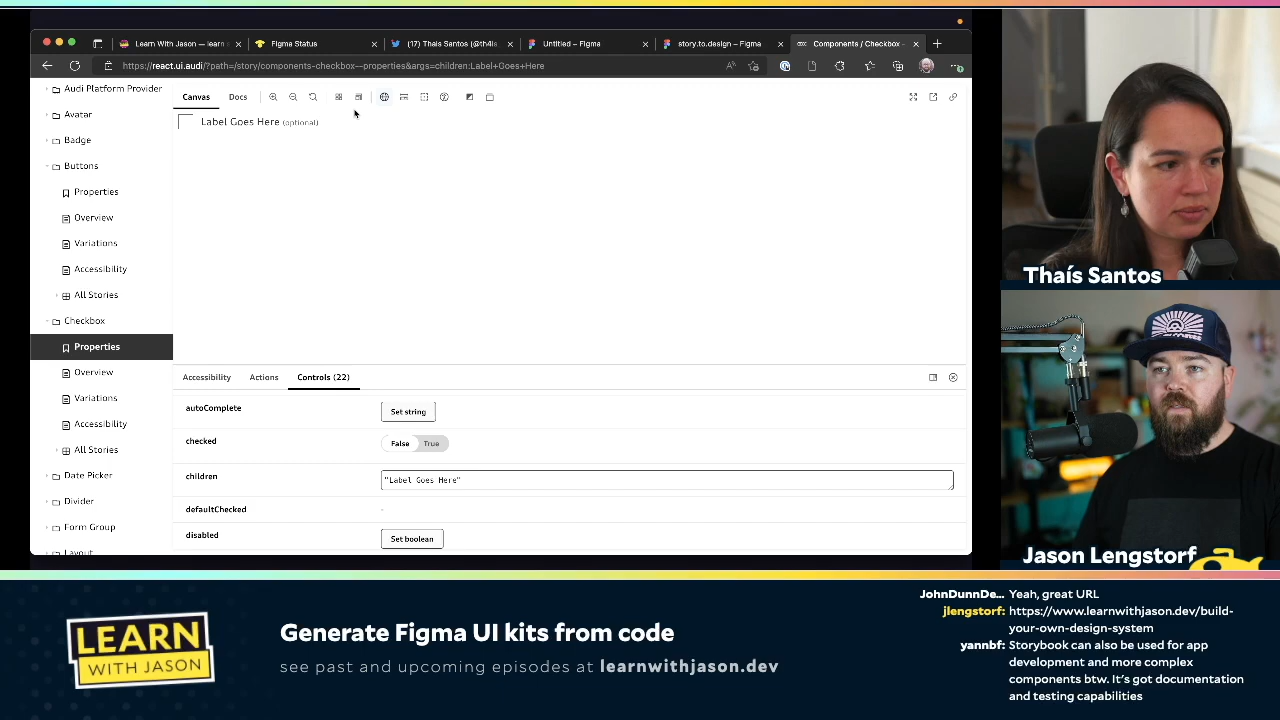 Learn With Jason — learn
Figma Status
(17) Thais Santos (@th4is
Untitled – Figma
story.to.design – Figma
Components / Checkbox -
https://react.ui.audi/?path=/story/components-checkbox--properties&args=children:Label+Goes+Here
Audi Platform Provider
Avatar
Badge
Buttons
Properties
Overview
Variations
Accessibility
All Stories
Checkbox
Properties
Overview
Variations
Accessibility
All Stories
Date Picker
Divider
Form Group
Layout
Canvas
Docs
Label Goes Here (optional)
Accessibility
Actions
Controls (22)
autoComplete
Set string
checked
False
True
children
"Label Goes Here"
defaultChecked
-
disabled
Set boolean
Thaís Santos
Jason Lengstorf
LEARN
WITH JASON
Generate Figma UI kits from code
see past and upcoming episodes at learnwithjason.dev
JohnDunnDe... Yeah, great URL
jlengstorf: https://www.learnwithjason.dev/build-
your-own-design-system
yannbf: Storybook can also be used for app
development and more complex
components btw. It's got documentation
and testing capabilities